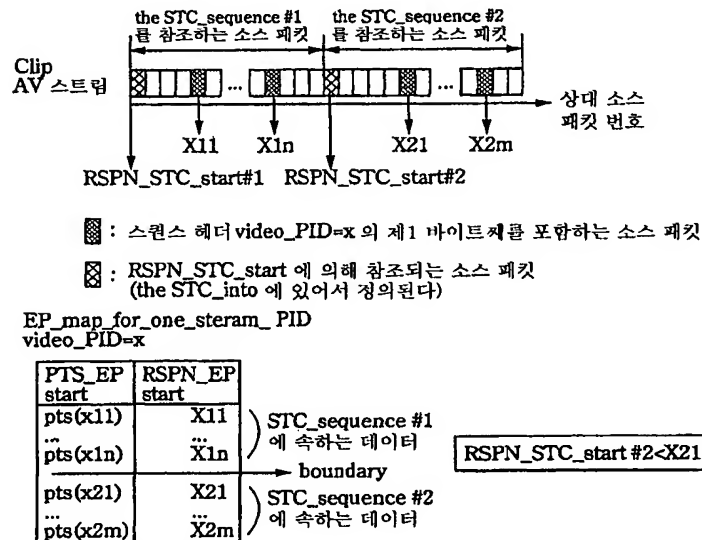 the STC_sequence #1 the STC_sequence #2
를 참조하는 소스 패킷 를 참조하는 소스 패킷
Clip
AV 스트림
... ...
상대 소스
패킷 번호
X11 X1n X21 X2m
RSPN_STC_start#1 RSPN_STC_start#2
: 스퀀스 헤더 video_PID=x 의 제1 바이트째를 포함하는 소스 패킷
: RSPN_STC_start 에 의해 참조되는 소스 패킷
(the STC_into 에 있어서 정의된다)
EP_map_for_one_steram_ PID
video_PID=x
PTS_EP RSPN_EP
start start
pts(x11) X11
... ...
pts(x1n) X1n
STC_sequence #1
에 속하는 데이터
boundary
RSPN_STC_start #2<X21
pts(x21) X21
... ...
pts(x2m) X2m
STC_sequence #2
에 속하는 데이터